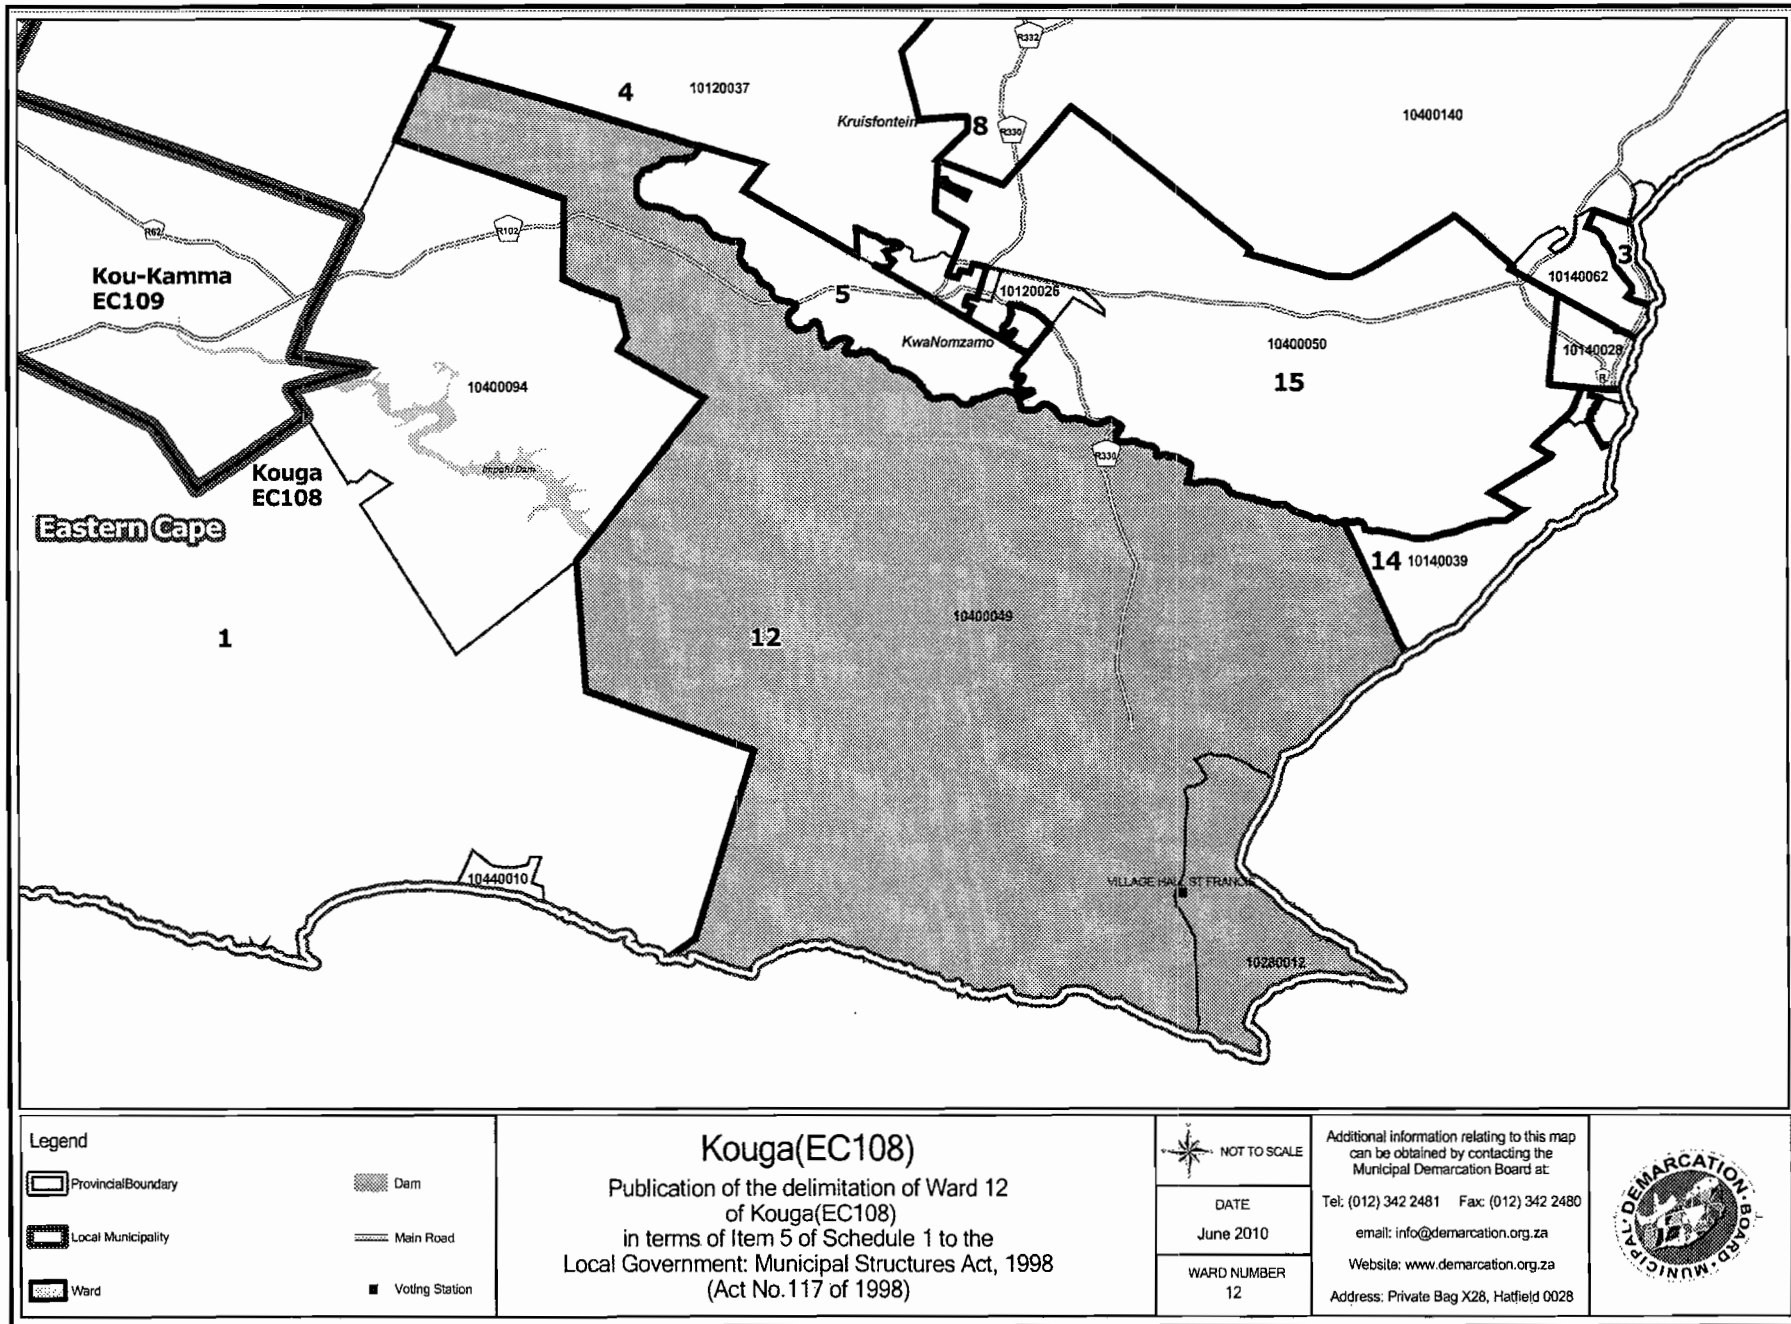 R332
4
10120037
10400140
Kruisfontein
8
R330
R62
R102
3
Kou-Kamma
EC109
10140062
5
10120026
KwaNomzamo
10400050
10140028
R
10400094
15
R330
Impofu Dam
Kouga
EC108
Eastern Cape
14
10140039
10400049
1
12
10440010
VILLAGE HALL ST FRANCIS
10280012
Legend
ProvincialBoundary
Dam
Local Municipality
Main Road
Ward
Voting Station
Kouga(EC108)
Publication of the delimitation of Ward 12
of Kouga(EC108)
in terms of Item 5 of Schedule 1 to the
Local Government: Municipal Structures Act, 1998
(Act No.117 of 1998)
NOT TO SCALE
DATE
June 2010
WARD NUMBER
12
Additional information relating to this map
can be obtained by contacting the
Municipal Demarcation Board at:
Tel: (012) 342 2481 Fax: (012) 342 2480
email: info@demarcation.org.za
Website: www.demarcation.org.za
Address: Private Bag X28, Hatfield 0028
MUNICIPAL DEMARCATION BOARD